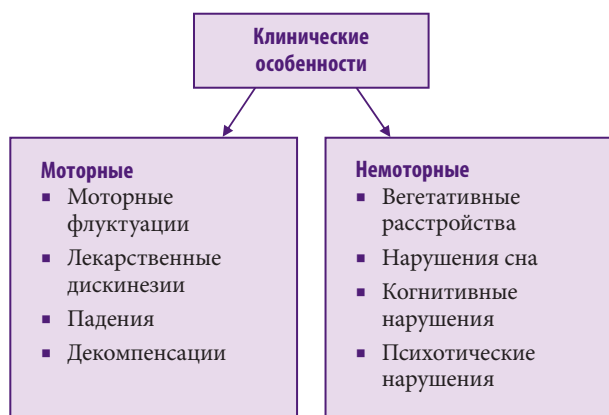 Клинические
особенности
Моторные
▪ Моторные
флуктуации
▪ Лекарственные
дискинезии
▪ Падения
▪ Декомпенсации
Немоторные
▪ Вегетативные
расстройства
▪ Нарушения сна
▪ Когнитивные
нарушения
▪ Психотические
нарушения